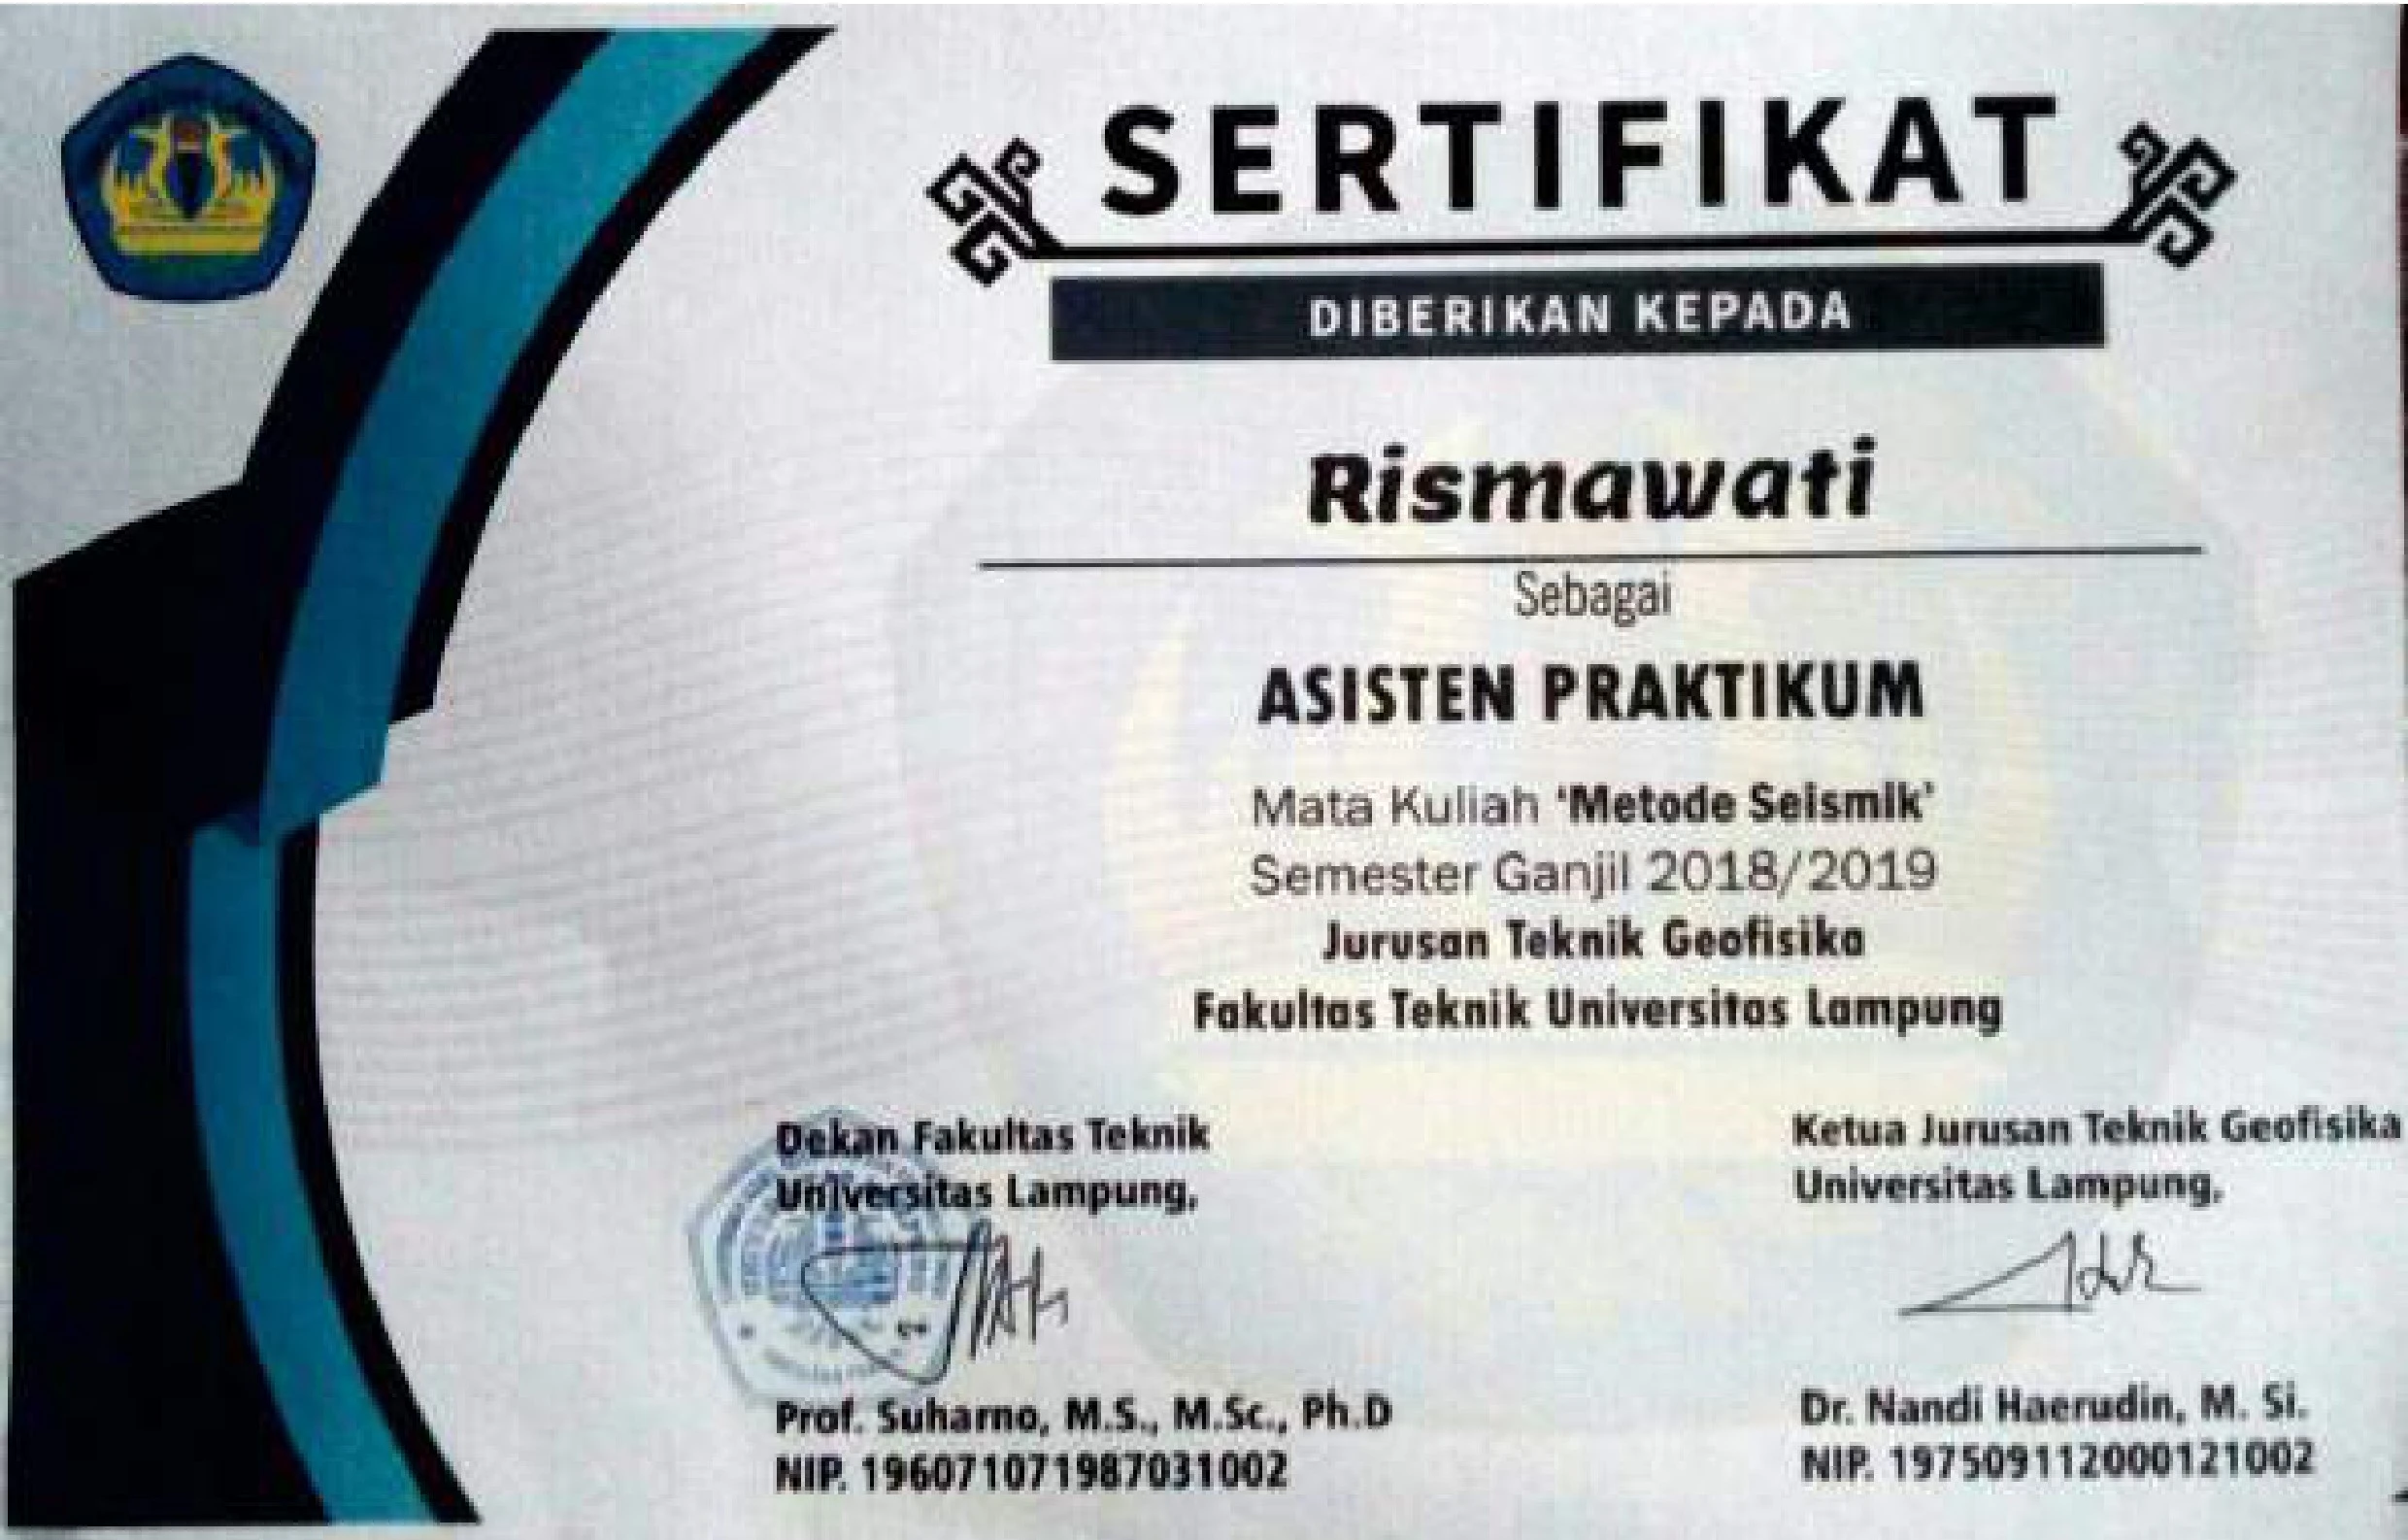 SERTIFIKAT
DIBERIKAN KEPADA
Rismawati
Sebagai
ASISTEN PRAKTIKUM
Mata Kuliah 'Metode Seismik'
Semester Ganjil 2018/2019
Jurusan Teknik Geofisika
Fakultas Teknik Universitas Lampung
Dekan Fakultas Teknik
Universitas Lampung,
Prof. Suharno, M.S., M.Sc., Ph.D
NIP. 196071071987031002
Ketua Jurusan Teknik Geofisika
Universitas Lampung,
Dr. Nandi Haerudin, M. Si.
NIP. 197509112000121002